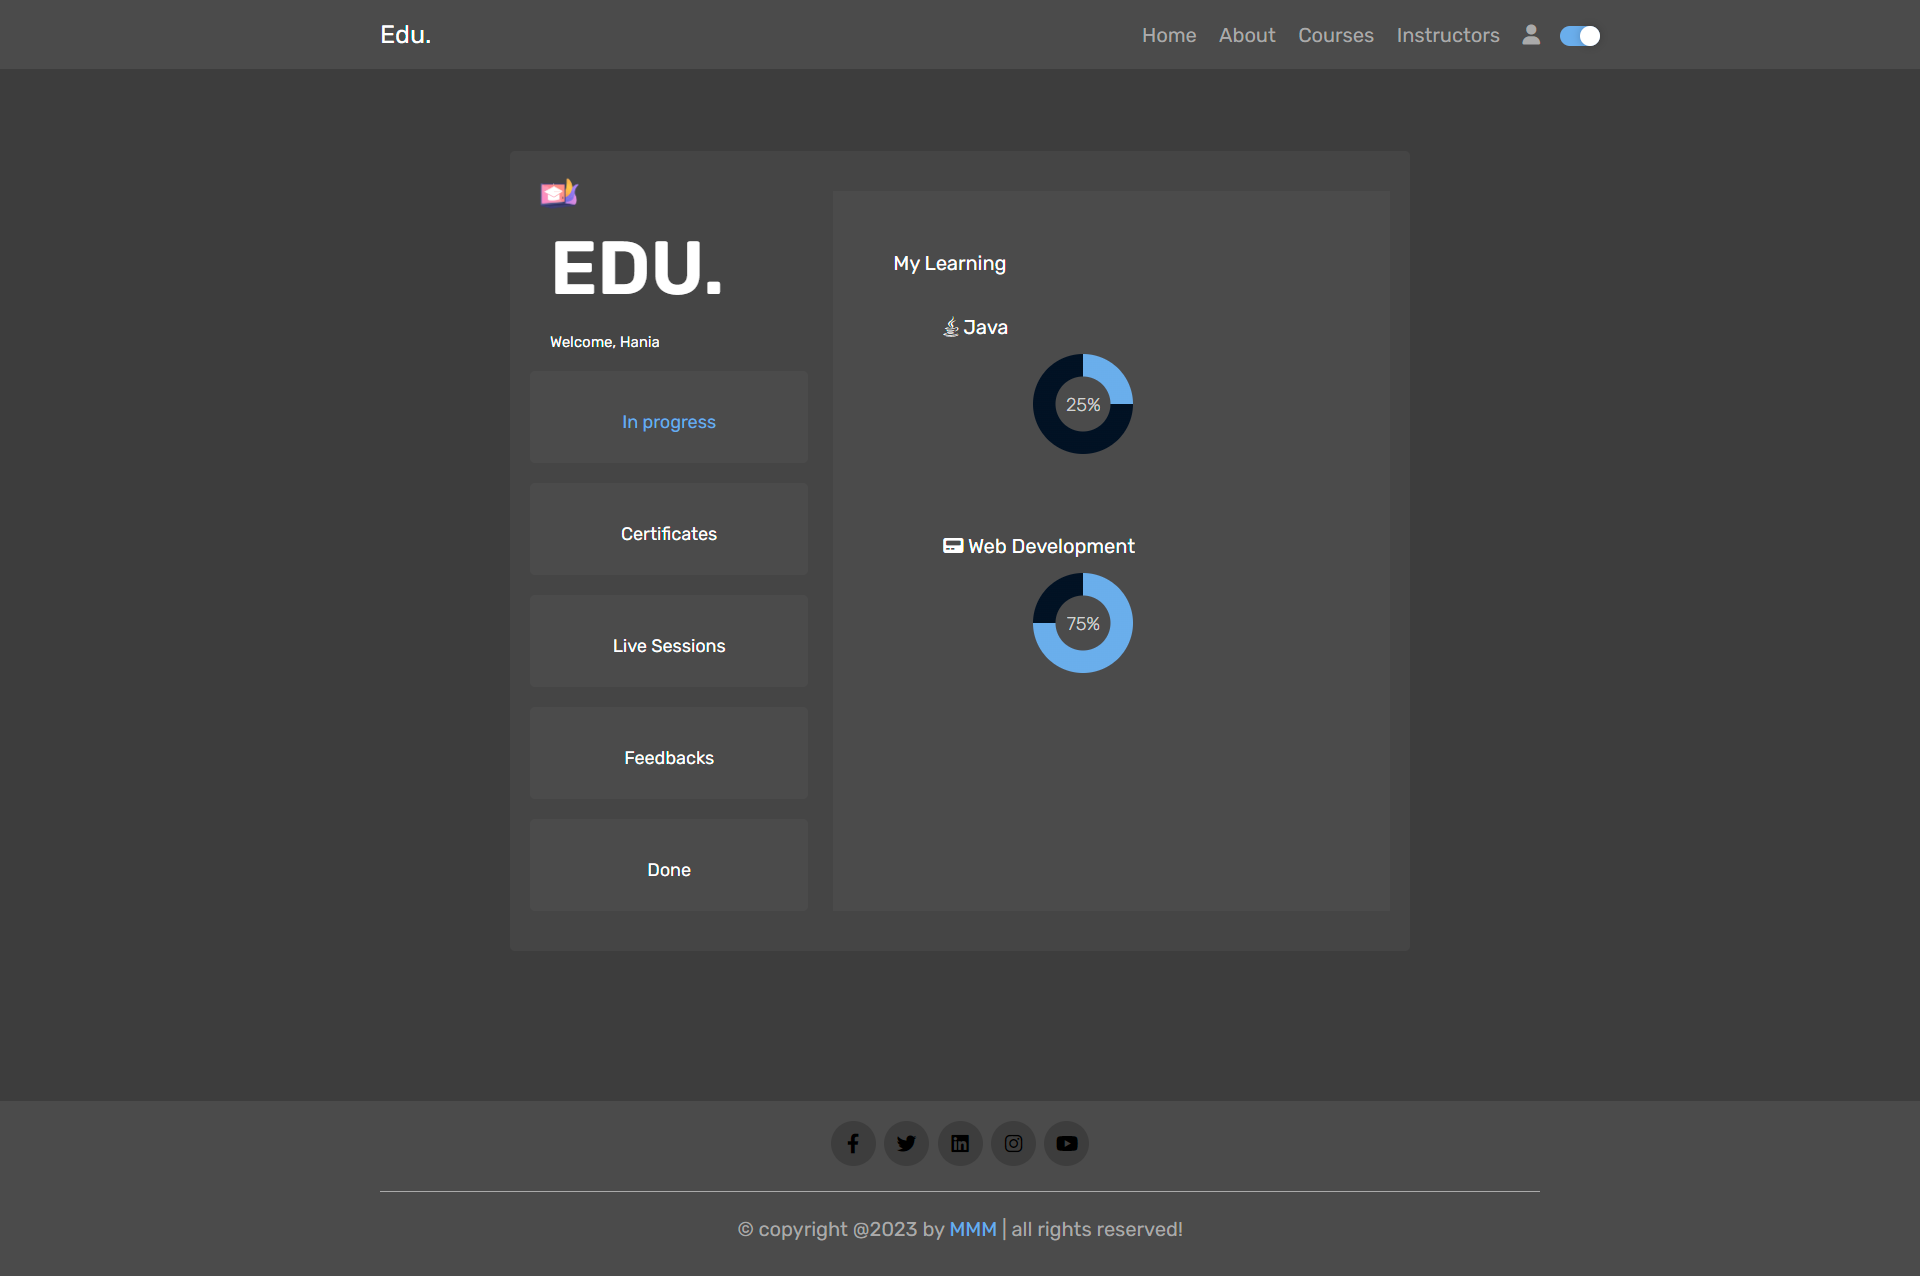 Edu.
Home About Courses Instructors
EDU.
Welcome, Hania
In progress
Certificates
Live Sessions
Feedbacks
Done
My Learning
Java
25%
Web Development
75%
© copyright @2023 by MMM | all rights reserved!